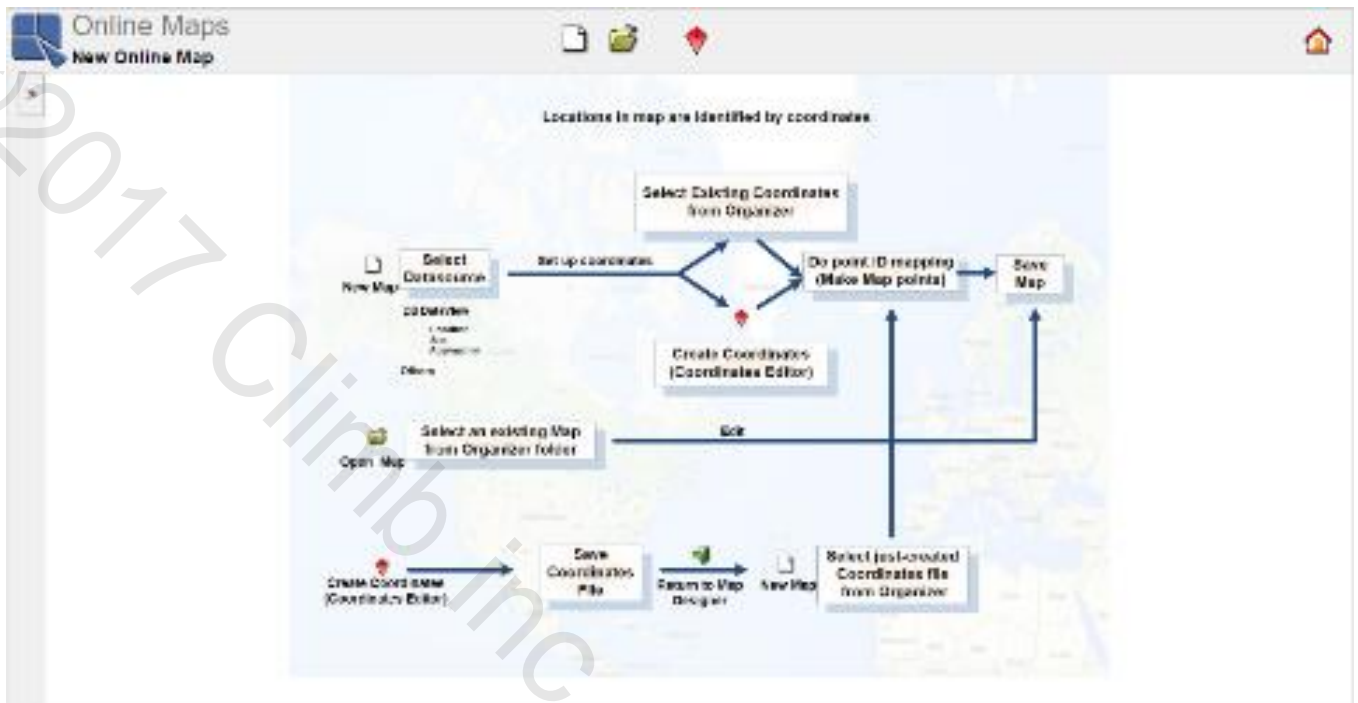 Online Maps
New Online Map
Locations in map are identified by coordinates
Select Existing Coordinates
from Organizer
New Map
Select
Datasource
Set up coordinates
Do point ID mapping
(Make Map points)
Save
Map
Location
Others
Create Coordinates
(Coordinates Editor)
Open Map
Select an existing Map
from Organizer folder
Edit
Create Coordinates
(Coordinates Editor)
Save
Coordinates
File
Return to Map
Designer
New Map
Select just-created
Coordinates file
from Organizer
2017 Climb Inc